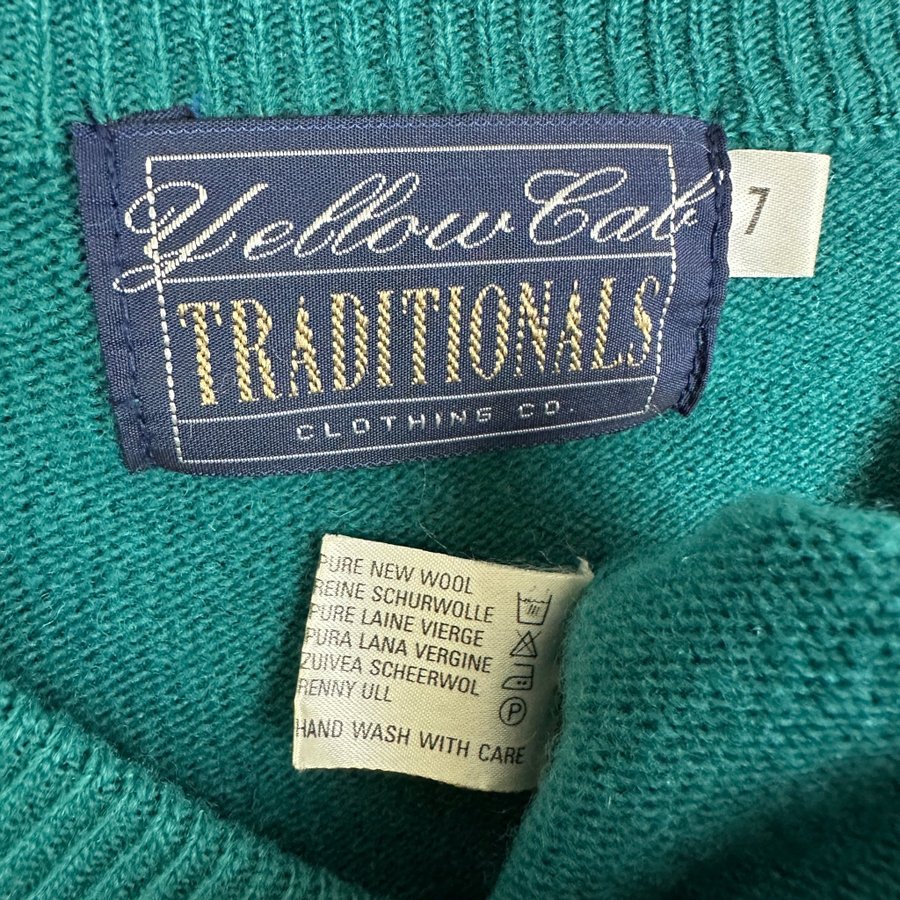 Yellow Cab
TRADITIONALS
CLOTHING CO.
7
PURE NEW WOOL
REINE SCHURWOLLE
PURE LAINE VIERGE
PURA LANA VERGINE
ZUIVEA SCHEERWOL
RENNY ULL
HAND WASH WITH CARE
P